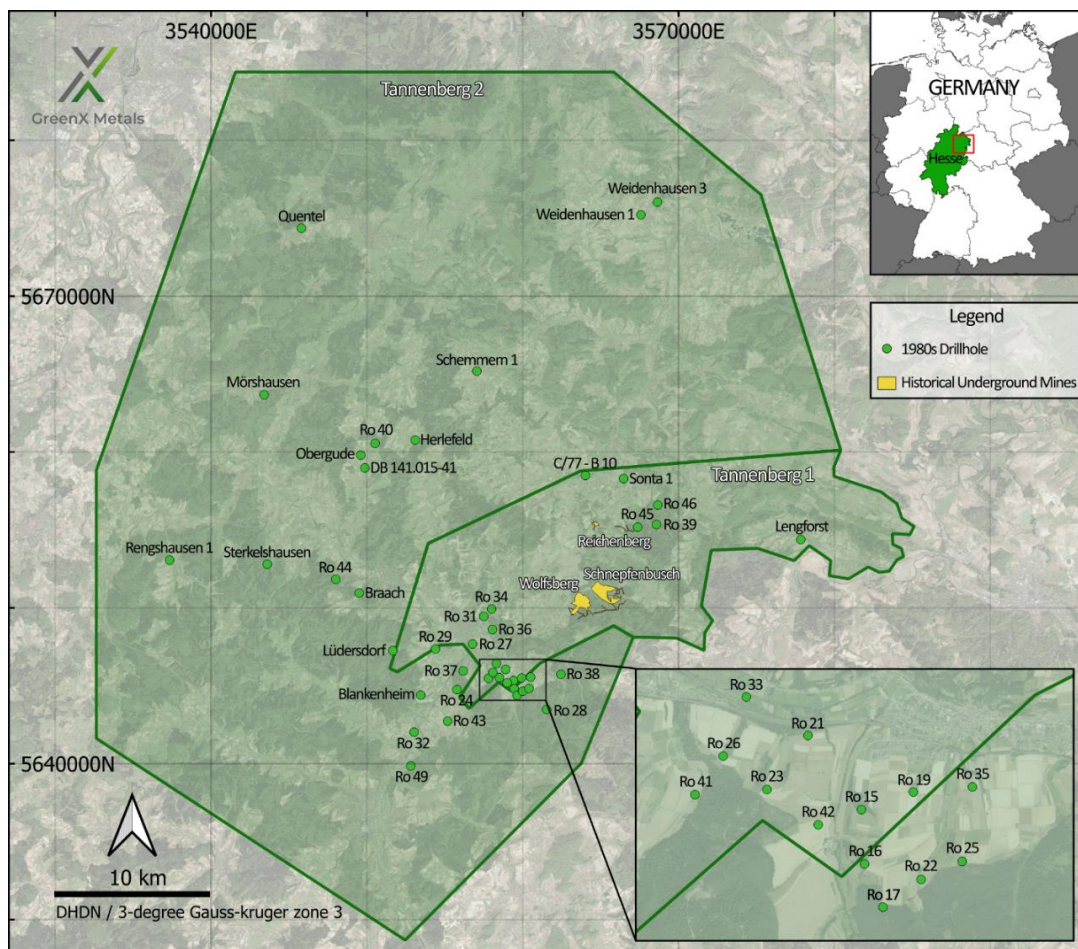 3540000E
3570000E
GreenX Metals
Tannenberg 2
GERMANY
Hesse
Weidenhausen 3
Weidenhausen 1
Quentel
5670000N
Legend
1980s Drillhole
Historical Underground Mines
Schemmern 1
Mörshausen
Ro 40
Herlefeld
Obergude
DB 141.015-41
C/77 - B 10
Sonta 1
Tannenberg 1
Ro 46
Ro 45
Ro 39
Reichenberg
Lengforst
Rengshausen 1
Sterkelshausen
Ro 44
Braach
Schnepfenbusch
Wolfsberg
Ro 34
Ro 31
Ro 36
Ro 29
Ro 27
Lüdersdorf
Ro 37
Ro 38
Blankenheim
Ro 24
Ro 28
Ro 43
Ro 32
5640000N
Ro 49
Ro 33
Ro 21
Ro 26
Ro 41
Ro 23
Ro 19
Ro 35
Ro 15
Ro 42
Ro 16
Ro 25
Ro 22
Ro 17
10 km
DHDN / 3-degree Gauss-kruger zone 3